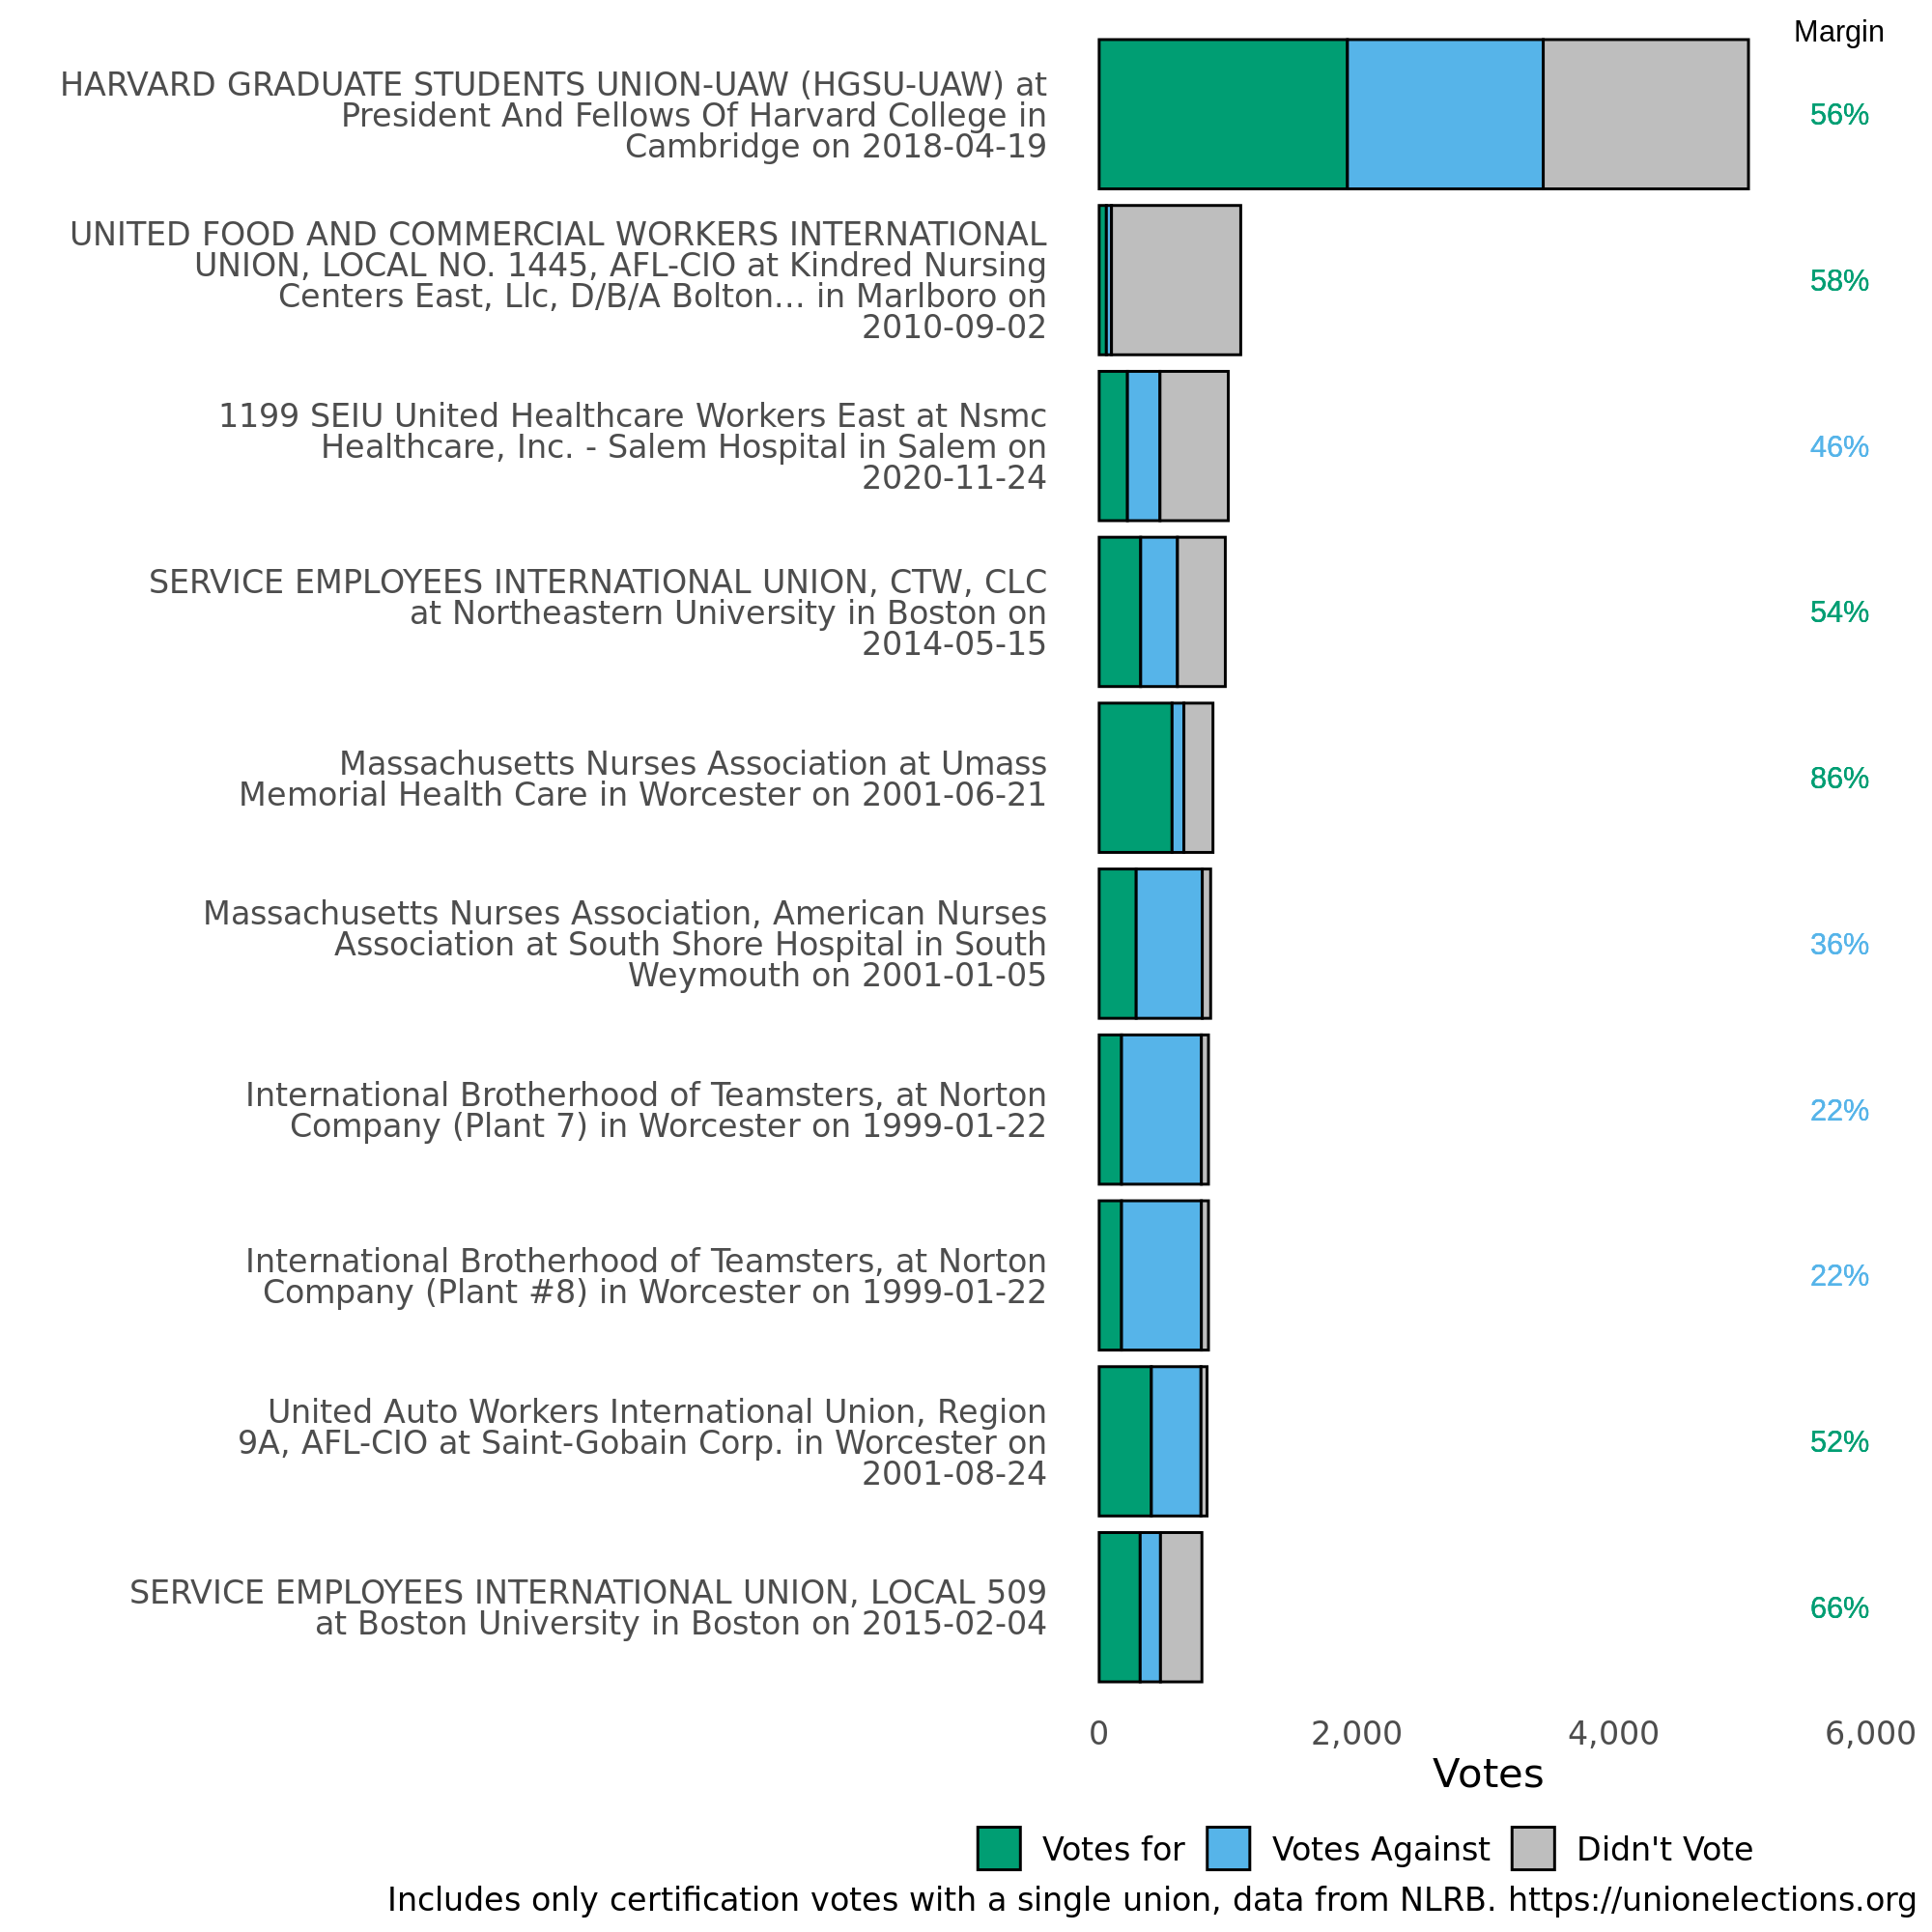 Margin
HARVARD GRADUATE STUDENTS UNION-UAW (HGSU-UAW) at
President And Fellows Of Harvard College in
Cambridge on 2018-04-19
56%
UNITED FOOD AND COMMERCIAL WORKERS INTERNATIONAL
UNION, LOCAL NO. 1445, AFL-CIO at Kindred Nursing
Centers East, Llc, D/B/A Bolton... in Marlboro on
2010-09-02
58%
1199 SEIU United Healthcare Workers East at Nsmc
Healthcare, Inc. - Salem Hospital in Salem on
2020-11-24
46%
SERVICE EMPLOYEES INTERNATIONAL UNION, CTW, CLC
at Northeastern University in Boston on
2014-05-15
54%
Massachusetts Nurses Association at Umass
Memorial Health Care in Worcester on 2001-06-21
86%
Massachusetts Nurses Association, American Nurses
Association at South Shore Hospital in South
Weymouth on 2001-01-05
36%
International Brotherhood of Teamsters, at Norton
Company (Plant 7) in Worcester on 1999-01-22
22%
International Brotherhood of Teamsters, at Norton
Company (Plant #8) in Worcester on 1999-01-22
22%
United Auto Workers International Union, Region
9A, AFL-CIO at Saint-Gobain Corp. in Worcester on
2001-08-24
52%
SERVICE EMPLOYEES INTERNATIONAL UNION, LOCAL 509
at Boston University in Boston on 2015-02-04
66%
0 2,000 4,000 6,000
Votes
Votes for Votes Against Didn't Vote
Includes only certification votes with a single union, data from NLRB. https://unionelections.org